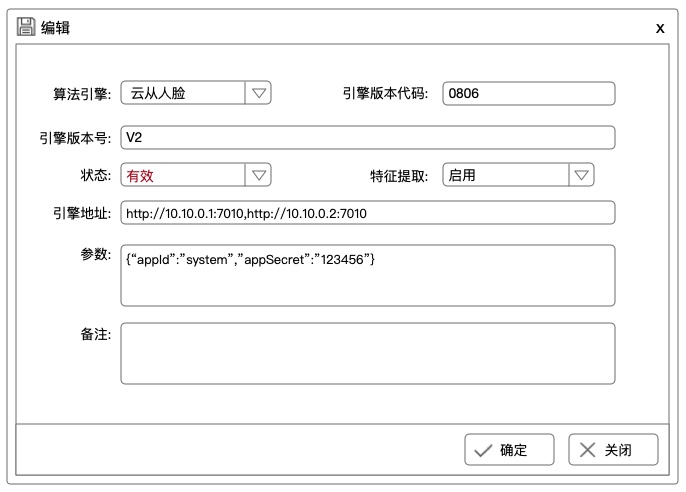 编辑 x
算法引擎: 云从人脸 引擎版本代码: 0806
引擎版本号: V2
状态: 有效 特征提取: 启用
引擎地址: http://10.10.0.1:7010,http://10.10.0.2:7010
参数: {“appId”:”system”,”appSecret”:”123456”}
备注:
确定 关闭